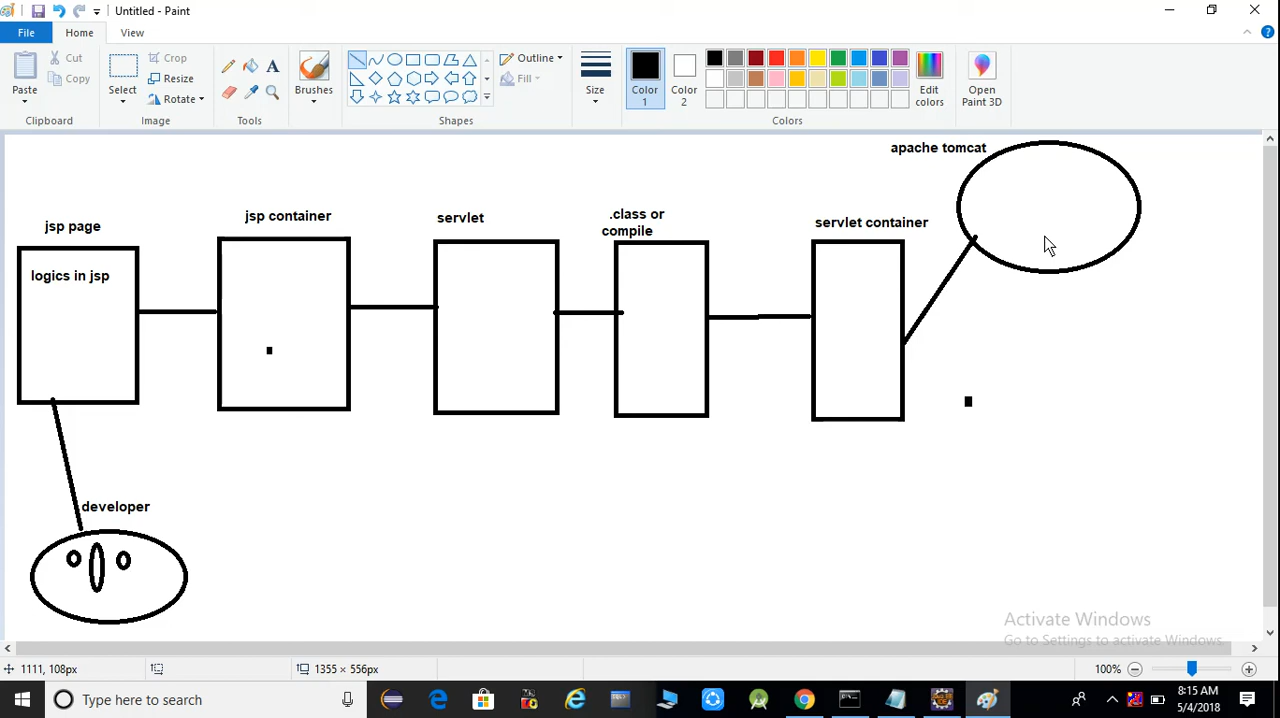 Untitled - Paint
File
Home
View
Paste
Cut
Copy
Clipboard
Select
Crop
Resize
Rotate
Image
A
Tools
Brushes
Outline
Fill
Shapes
Size
Color
1
Color
2
Edit
colors
Colors
Open
Paint 3D
apache tomcat
jsp page
jsp container
servlet
.class or
compile
servlet container
logics in jsp
developer
Activate Windows
Go to Settings to activate Windows.
1111, 108px
1355 × 556px
100%
Type here to search
8:15 AM
5/4/2018